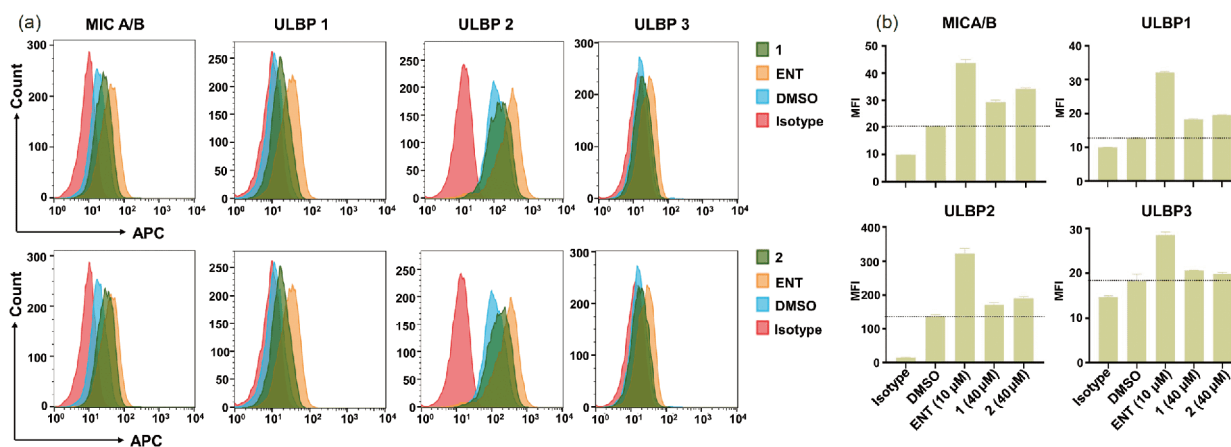 (a)
MIC A/B
ULBP 1
ULBP 2
ULBP 3
Count
300
200
100
0
10⁰ 10¹ 10² 10³ 10⁴
APC
250
200
150
100
50
0
10⁰ 10¹ 10² 10³ 10⁴
250
200
150
100
50
0
10⁰ 10¹ 10² 10³ 10⁴
300
200
100
0
10⁰ 10¹ 10² 10³ 10⁴
1
ENT
DMSO
Isotype
Count
300
200
100
0
10⁰ 10¹ 10² 10³ 10⁴
APC
250
200
150
100
50
0
10⁰ 10¹ 10² 10³ 10⁴
250
200
150
100
50
0
10⁰ 10¹ 10² 10³ 10⁴
300
200
100
0
10⁰ 10¹ 10² 10³ 10⁴
2
ENT
DMSO
Isotype
(b)
MICA/B
MFI
50
40
30
20
10
0
ULBP1
MFI
40
30
20
10
0
ULBP2
MFI
400
300
200
100
0
Isotype
DMSO
ENT (10 µM)
1 (40 µM)
2 (40 µM)
ULBP3
MFI
30
20
10
0
Isotype
DMSO
ENT (10 µM)
1 (40 µM)
2 (40 µM)